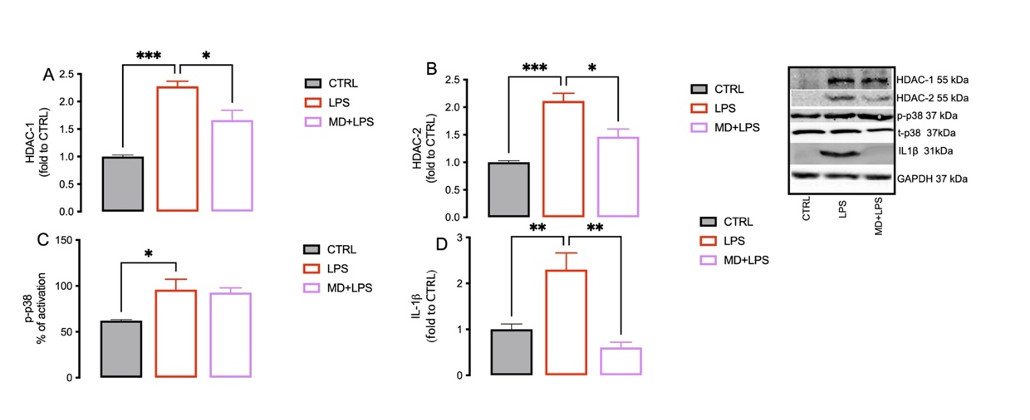 A
HDAC-1
(fold to CTRL)
2.5
2.0
1.5
1.0
0.5
0.0
***
*
CTRL
LPS
MD+LPS
B
HDAC-2
(fold to CTRL)
2.5
2.0
1.5
1.0
0.5
0.0
***
*
CTRL
LPS
MD+LPS
HDAC-1 55 kDa
HDAC-2 55 kDa
p-p38 37 kDa
t-p38 37kDa
IL1β 31kDa
GAPDH 37 kDa
CTRL
LPS
MD+LPS
C
p-p38
% of activation
150
100
50
0
*
CTRL
LPS
MD+LPS
D
IL-1β
(fold to CTRL)
3
2
1
0
**
**
CTRL
LPS
MD+LPS